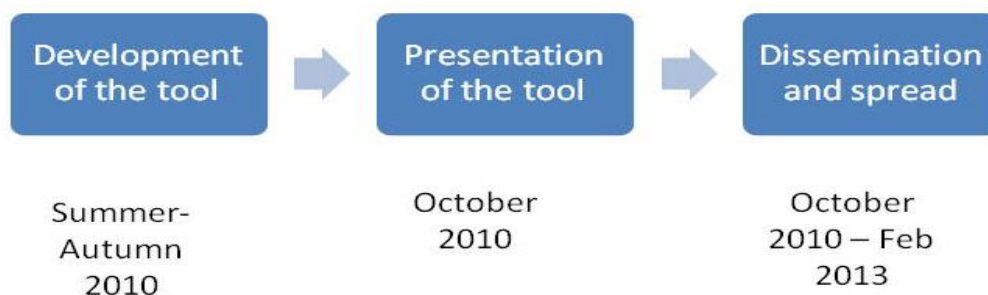 Development
of the tool
Presentation
of the tool
Dissemination
and spread
Summer-
Autumn
2010
October
2010
October
2010 – Feb
2013